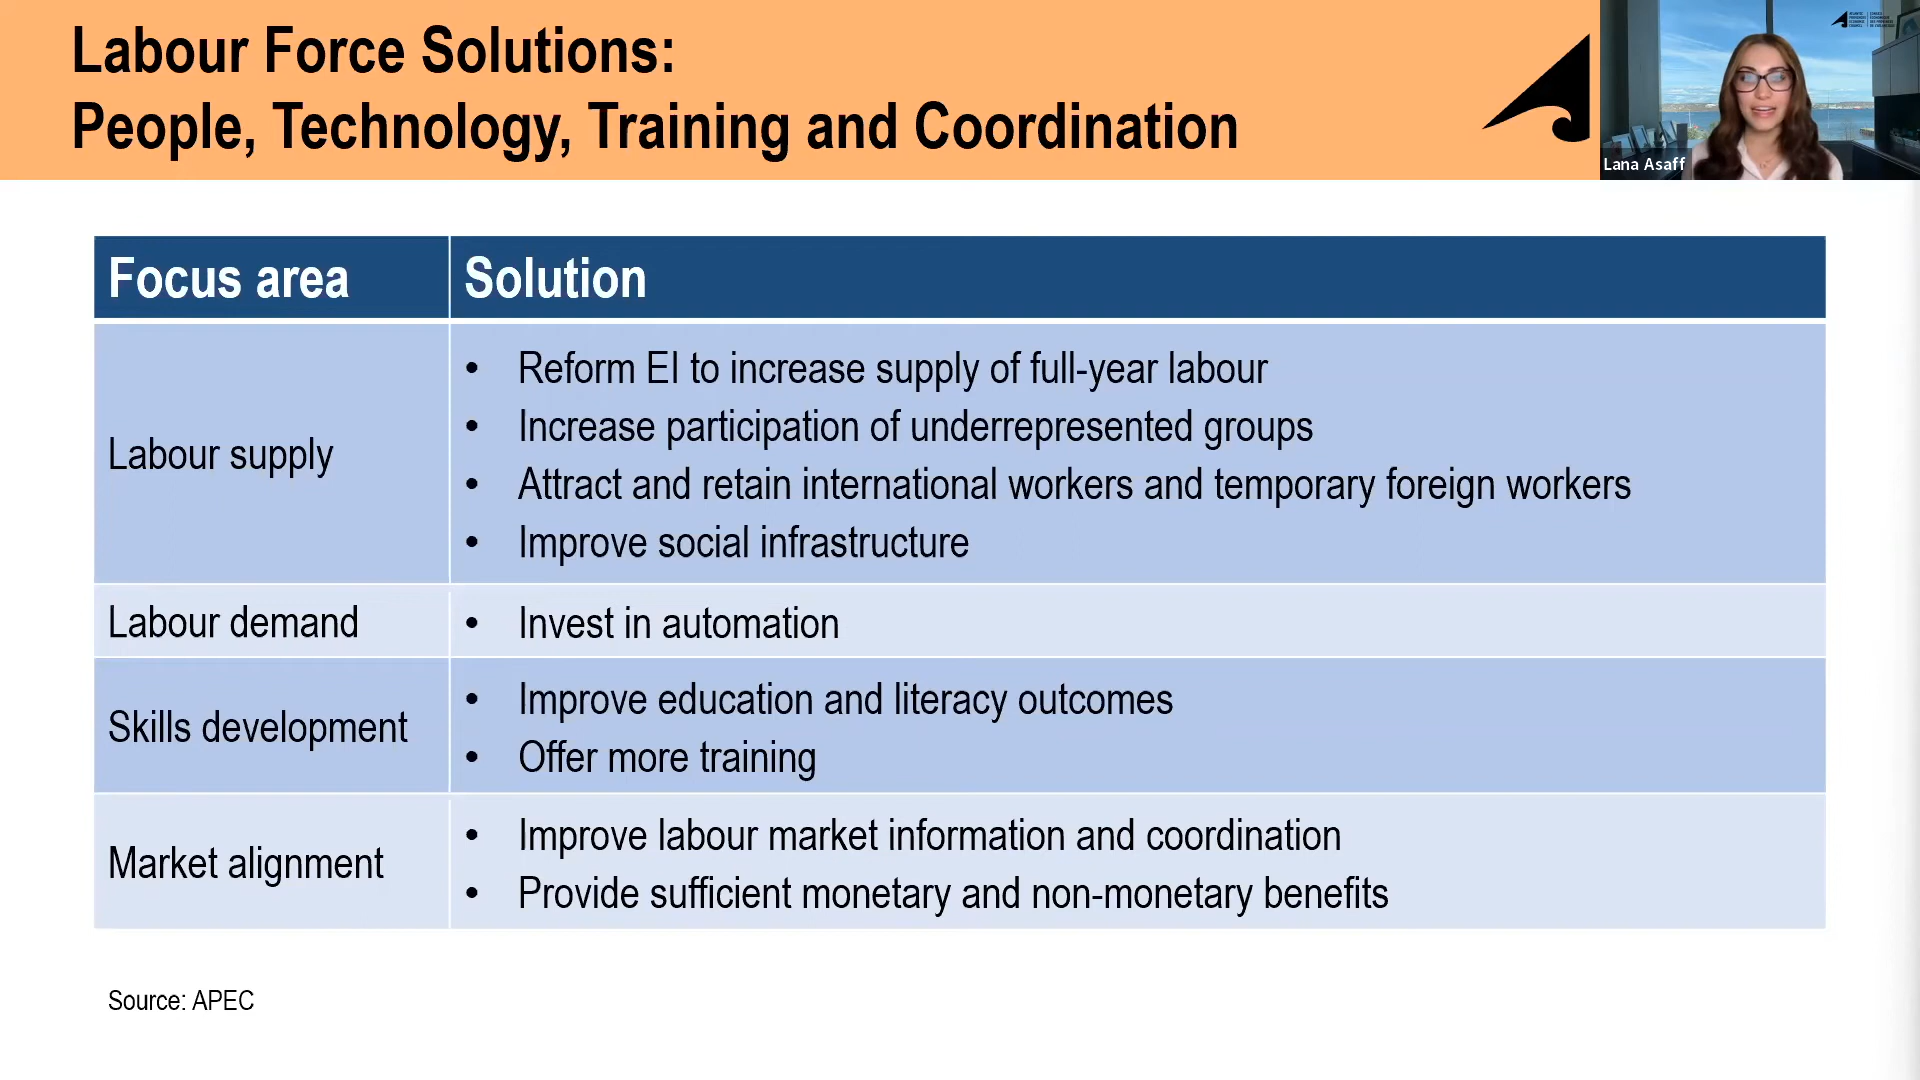 Labour Force Solutions:
People, Technology, Training and Coordination
Lana Asaff
Focus area
Solution
Labour supply
• Reform EI to increase supply of full-year labour
• Increase participation of underrepresented groups
• Attract and retain international workers and temporary foreign workers
• Improve social infrastructure
Labour demand
• Invest in automation
Skills development
• Improve education and literacy outcomes
• Offer more training
Market alignment
• Improve labour market information and coordination
• Provide sufficient monetary and non-monetary benefits
Source: APEC